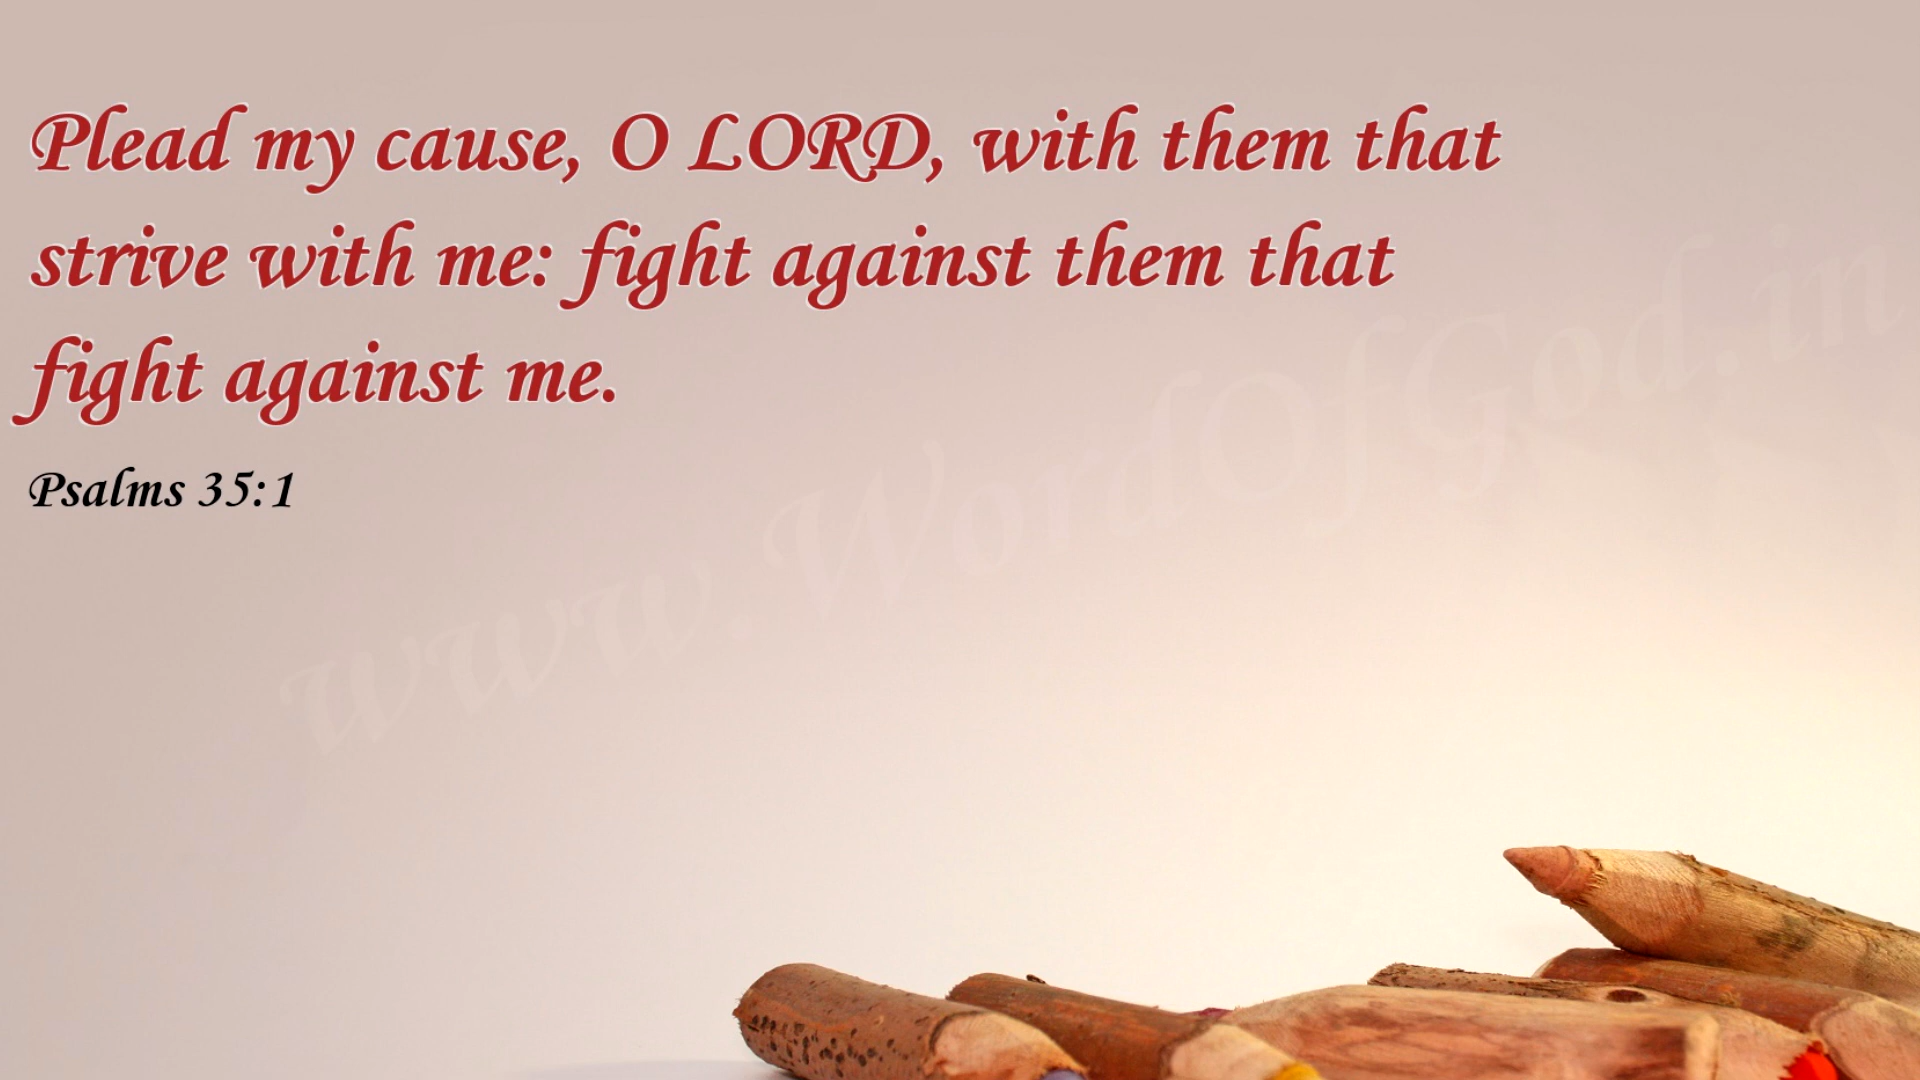 Plead my cause, O LORD, with them that
strive with me: fight against them that
fight against me.
Psalms 35:1
www.WordOfGod.in